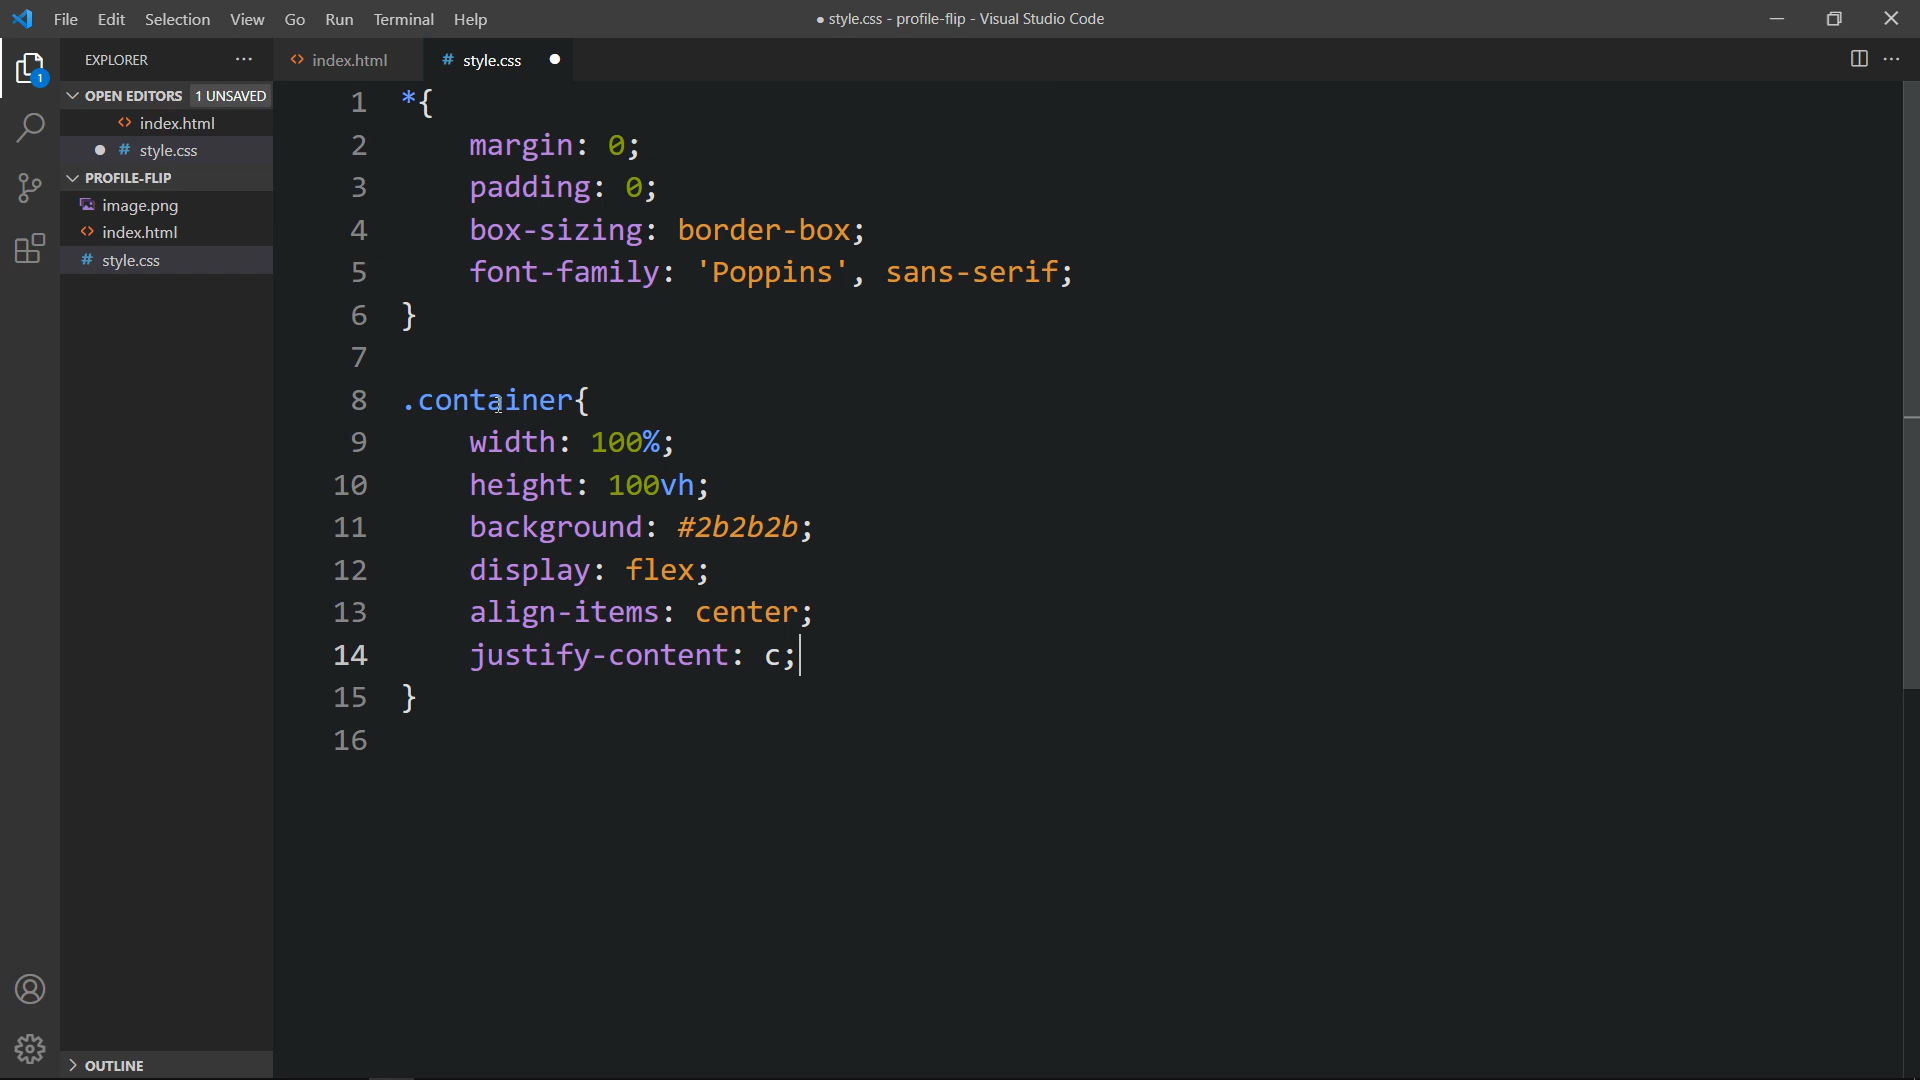 File Edit Selection View Go Run Terminal Help
● style.css - profile-flip - Visual Studio Code
EXPLORER ···
<> index.html
# style.css ●
OPEN EDITORS 1 UNSAVED
<> index.html
● # style.css
PROFILE-FLIP
image.png
<> index.html
# style.css
OUTLINE
1
1 *{
2 margin: 0;
3 padding: 0;
4 box-sizing: border-box;
5 font-family: 'Poppins', sans-serif;
6 }
7
8 .container{
9 width: 100%;
10 height: 100vh;
11 background: #2b2b2b;
12 display: flex;
13 align-items: center;
14 justify-content: c;
15 }
16